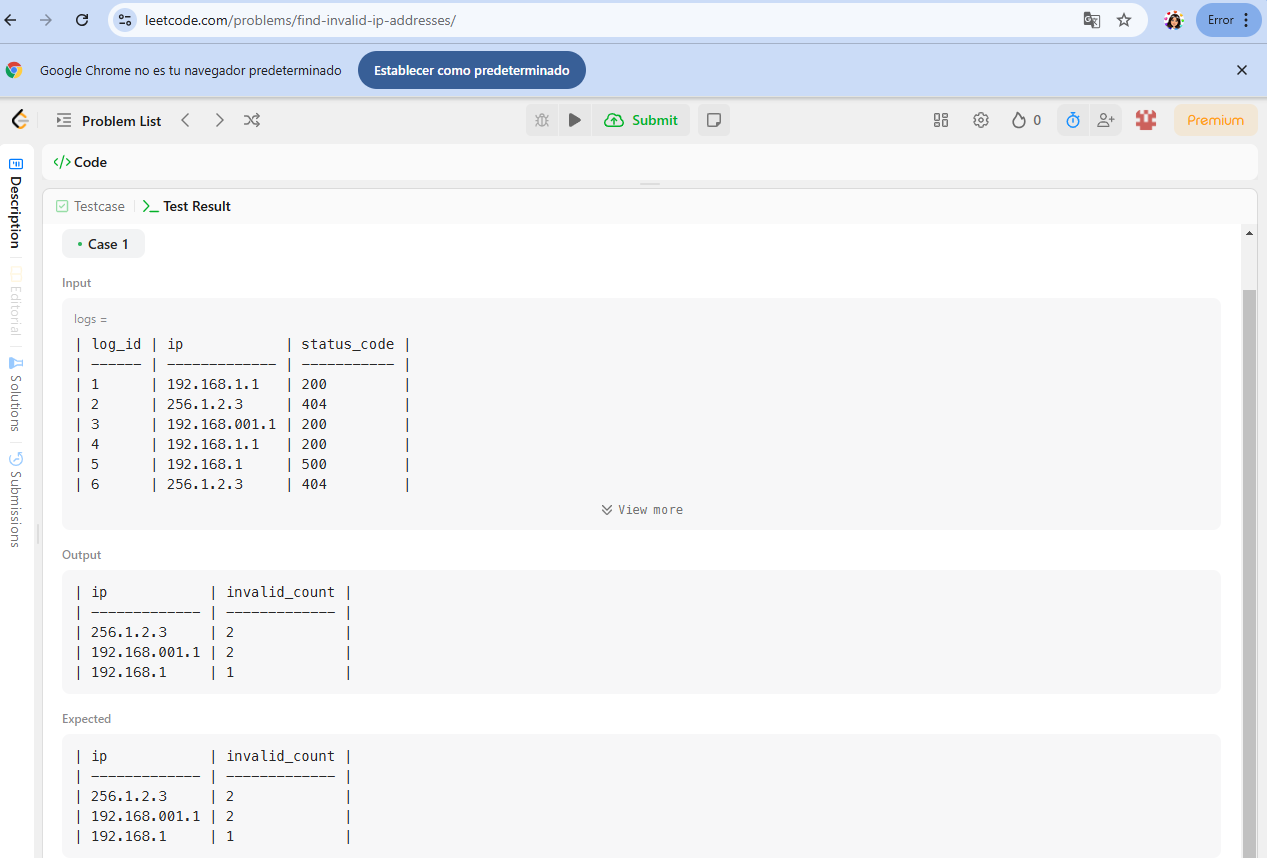 leetcode.com/problems/find-invalid-ip-addresses/
Error
Google Chrome no es tu navegador predeterminado
Establecer como predeterminado
Problem List
Submit
0
Premium
Description
Editorial
Solutions
Submissions
</> Code
Testcase
>_ Test Result
Case 1
Input
logs =
| log_id | ip            | status_code |
| ------ | ------------- | ----------- |
| 1      | 192.168.1.1   | 200         |
| 2      | 256.1.2.3     | 404         |
| 3      | 192.168.001.1 | 200         |
| 4      | 192.168.1.1   | 200         |
| 5      | 192.168.1     | 500         |
| 6      | 256.1.2.3     | 404         |
View more
Output
| ip            | invalid_count |
| ------------- | ------------- |
| 256.1.2.3     | 2             |
| 192.168.001.1 | 2             |
| 192.168.1     | 1             |
Expected
| ip            | invalid_count |
| ------------- | ------------- |
| 256.1.2.3     | 2             |
| 192.168.001.1 | 2             |
| 192.168.1     | 1             |